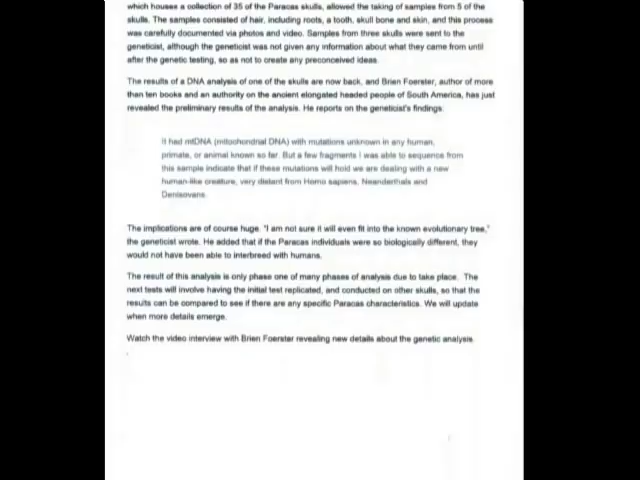 which houses a collection of 35 of the Paracas skulls, allowed the taking of samples from 5 of the
skulls. The samples consisted of hair, including roots, a tooth, skull bone and skin, and this process
was carefully documented via photos and video. Samples from three skulls were sent to the
geneticist, although the geneticist was not given any information about what they came from until
after the genetic testing, so as not to create any preconceived ideas.
The results of a DNA analysis of one of the skulls are now back, and Brien Foerster, author of more
than ten books and an authority on the ancient elongated headed people of South America, has just
revealed the preliminary results of the analysis. He reports on the geneticist's findings:
It had mtDNA (mitochondrial DNA) with mutations unknown in any human,
primate, or animal known so far. But a few fragments I was able to sequence from
this sample indicate that if these mutations will hold we are dealing with a new
human-like creature, very distant from Homo sapiens, Neanderthals and
Denisovans.
The implications are of course huge. "I am not sure it will even fit into the known evolutionary tree,"
the geneticist wrote. He added that if the Paracas individuals were so biologically different, they
would not have been able to interbreed with humans.
The result of this analysis is only phase one of many phases of analysis due to take place. The
next tests will involve having the initial test replicated, and conducted on other skulls, so that the
results can be compared to see if there are any specific Paracas characteristics. We will update
when more details emerge.
Watch the video interview with Brien Foerster revealing new details about the genetic analysis
.